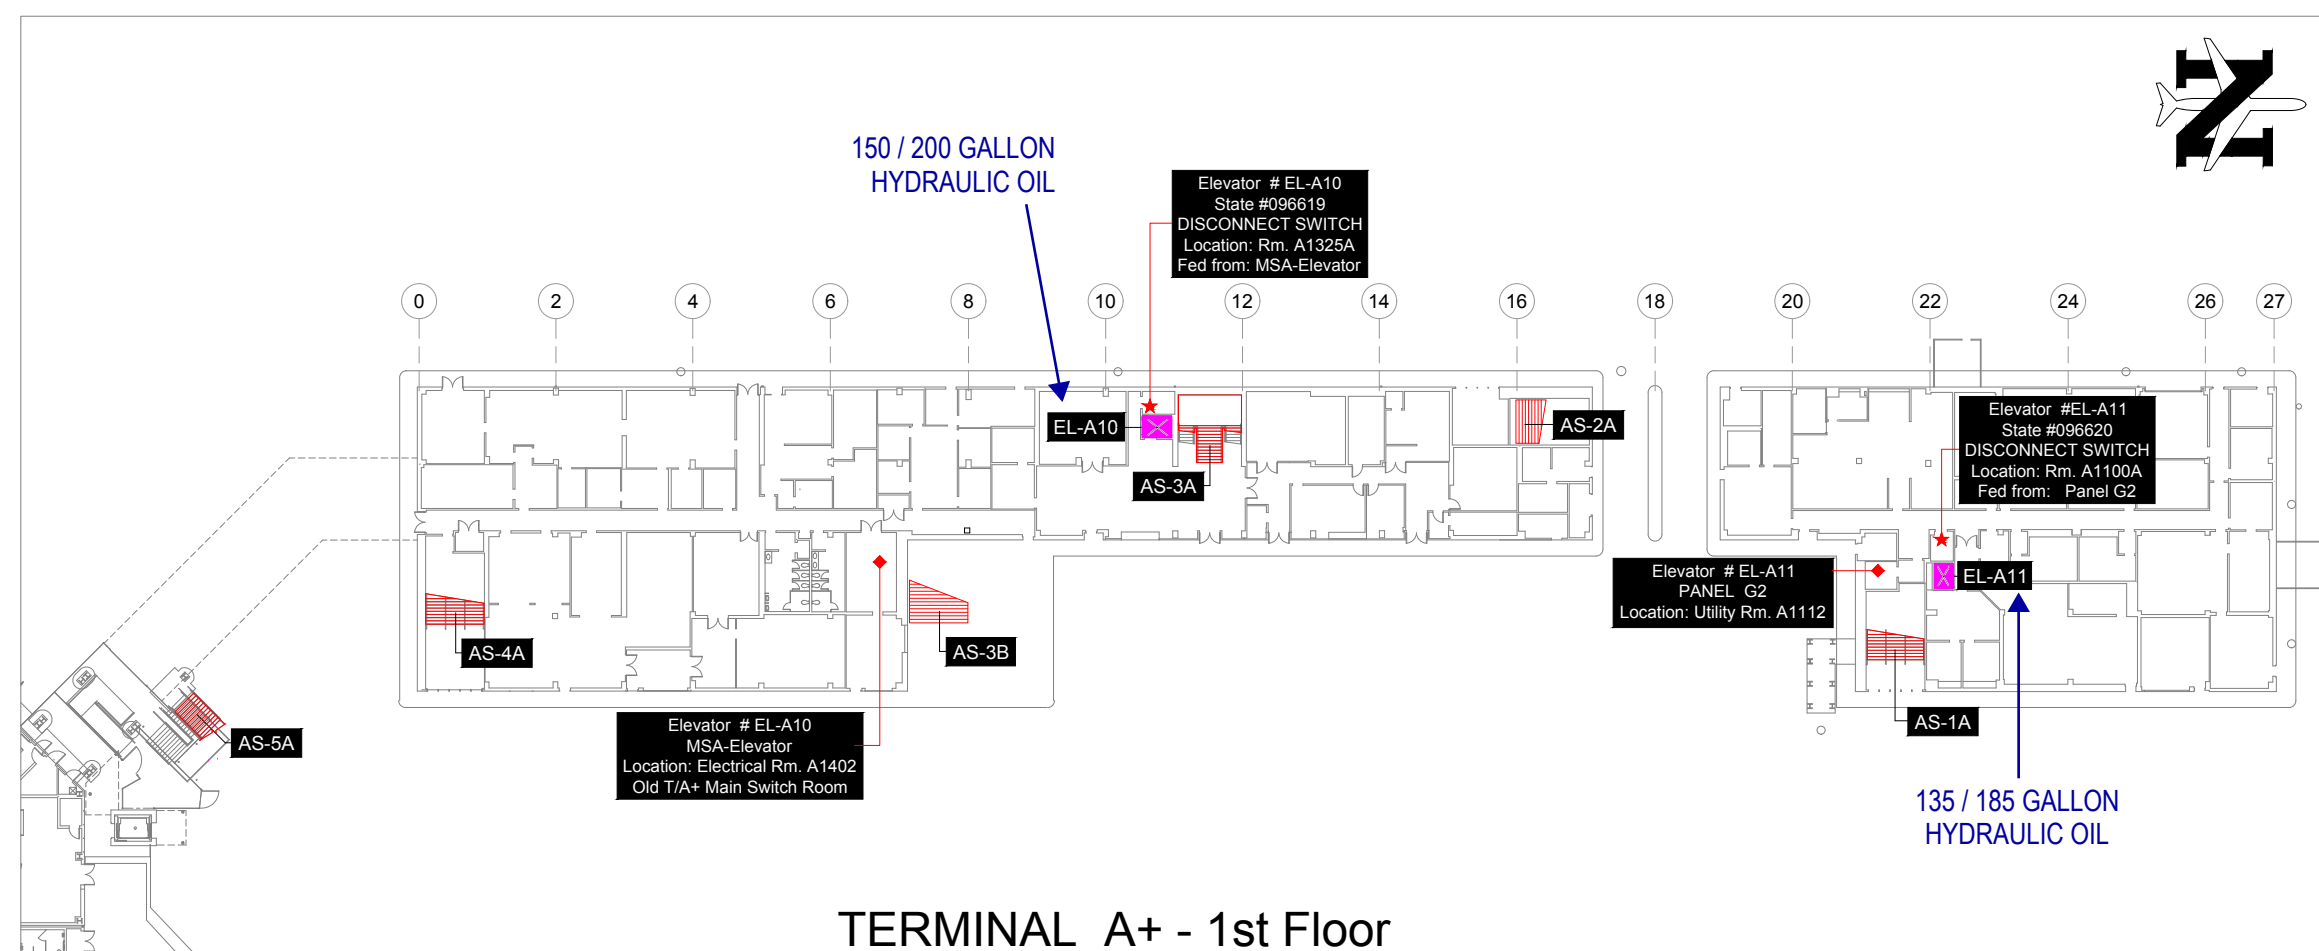 N
150 / 200 GALLON
HYDRAULIC OIL
Elevator # EL-A10
State #096619
DISCONNECT SWITCH
Location: Rm. A1325A
Fed from: MSA-Elevator
0 2 4 6 8 10 12 14 16 18 20 22 24 26 27
EL-A10
AS-3A
AS-2A
Elevator #EL-A11
State #096620
DISCONNECT SWITCH
Location: Rm. A1100A
Fed from: Panel G2
Elevator # EL-A11
PANEL G2
Location: Utility Rm. A1112
EL-A11
AS-4A
AS-3B
AS-5A
AS-1A
Elevator # EL-A10
MSA-Elevator
Location: Electrical Rm. A1402
Old T/A+ Main Switch Room
135 / 185 GALLON
HYDRAULIC OIL
TERMINAL A+ - 1st Floor